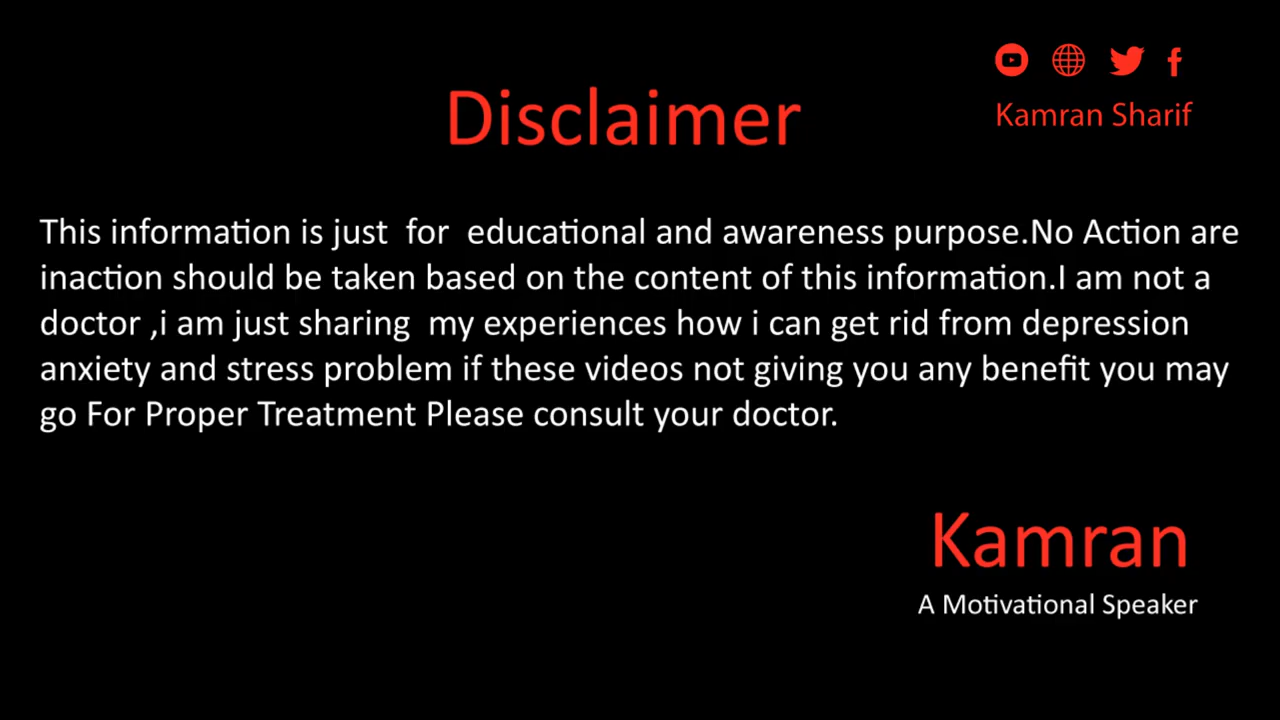 Kamran Sharif
Disclaimer
This information is just  for  educational and awareness purpose.No Action are
inaction should be taken based on the content of this information.I am not a
doctor ,i am just sharing  my experiences how i can get rid from depression
anxiety and stress problem if these videos not giving you any benefit you may
go For Proper Treatment Please consult your doctor.
Kamran
A Motivational Speaker